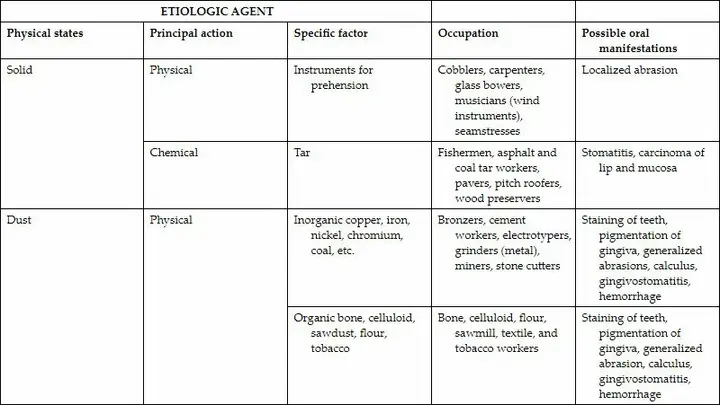 ETIOLOGIC AGENT
Physical states
Principal action
Specific factor
Occupation
Possible oral
manifestations
Solid
Physical
Instruments for
prehension
Cobblers, carpenters,
glass bowers,
musicians (wind
instruments),
seamstresses
Localized abrasion
Chemical
Tar
Fishermen, asphalt and
coal tar workers,
pavers, pitch roofers,
wood preservers
Stomatitis, carcinoma of
lip and mucosa
Dust
Physical
Inorganic copper, iron,
nickel, chromium,
coal, etc.
Bronzers, cement
workers, electrotypers,
grinders (metal),
miners, stone cutters
Staining of teeth,
pigmentation of
gingiva, generalized
abrasions, calculus,
gingivostomatitis,
hemorrhage
Organic bone, celluloid,
sawdust, flour,
tobacco
Bone, celluloid, flour,
sawmill, textile, and
tobacco workers
Staining of teeth,
pigmentation of
gingiva, generalized
abrasion, calculus,
gingivostomatitis,
hemorrhage